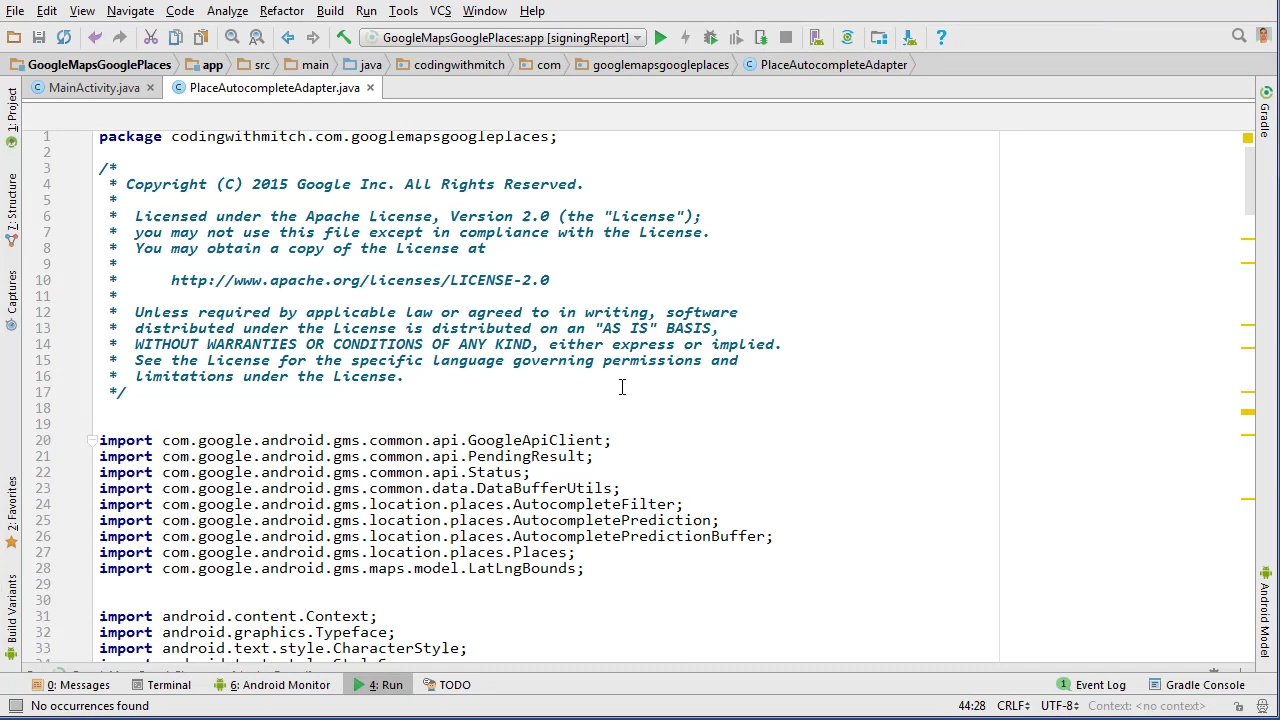 File Edit View Navigate Code Analyze Refactor Build Run Tools VCS Window Help
GoogleMapsGooglePlaces:app [signingReport]
GoogleMapsGooglePlaces app src main java codingwithmitch com googlemapsgoogleplaces PlaceAutocompleteAdapter
MainActivity.java PlaceAutocompleteAdapter.java
1: Project
7: Structure
Captures
2: Favorites
Build Variants
1 package codingwithmitch.com.googlemapsgoogleplaces;
2
3 /*
4 * Copyright (C) 2015 Google Inc. All Rights Reserved.
5 *
6 * Licensed under the Apache License, Version 2.0 (the "License");
7 * you may not use this file except in compliance with the License.
8 * You may obtain a copy of the License at
9 *
10 * http://www.apache.org/licenses/LICENSE-2.0
11 *
12 * Unless required by applicable law or agreed to in writing, software
13 * distributed under the License is distributed on an "AS IS" BASIS,
14 * WITHOUT WARRANTIES OR CONDITIONS OF ANY KIND, either express or implied.
15 * See the License for the specific language governing permissions and
16 * limitations under the License.
17 */
18
19
20 import com.google.android.gms.common.api.GoogleApiClient;
21 import com.google.android.gms.common.api.PendingResult;
22 import com.google.android.gms.common.api.Status;
23 import com.google.android.gms.common.data.DataBufferUtils;
24 import com.google.android.gms.location.places.AutocompleteFilter;
25 import com.google.android.gms.location.places.AutocompletePrediction;
26 import com.google.android.gms.location.places.AutocompletePredictionBuffer;
27 import com.google.android.gms.location.places.Places;
28 import com.google.android.gms.maps.model.LatLngBounds;
29
30
31 import android.content.Context;
32 import android.graphics.Typeface;
33 import android.text.style.CharacterStyle;
Gradle
Android Model
0: Messages Terminal 6: Android Monitor 4: Run TODO 1 Event Log Gradle Console
No occurrences found 44:28 CRLF UTF-8 Context: <no context>